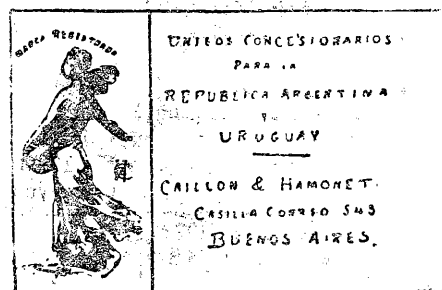 MARCA REGISTRADA
UNICOS CONCESIONARIOS
PARA LA
REPUBLICA ARGENTINA
Y
URUGUAY
CAILLON & HAMONET.
CASILLA CORREO 543
BUENOS AIRES.